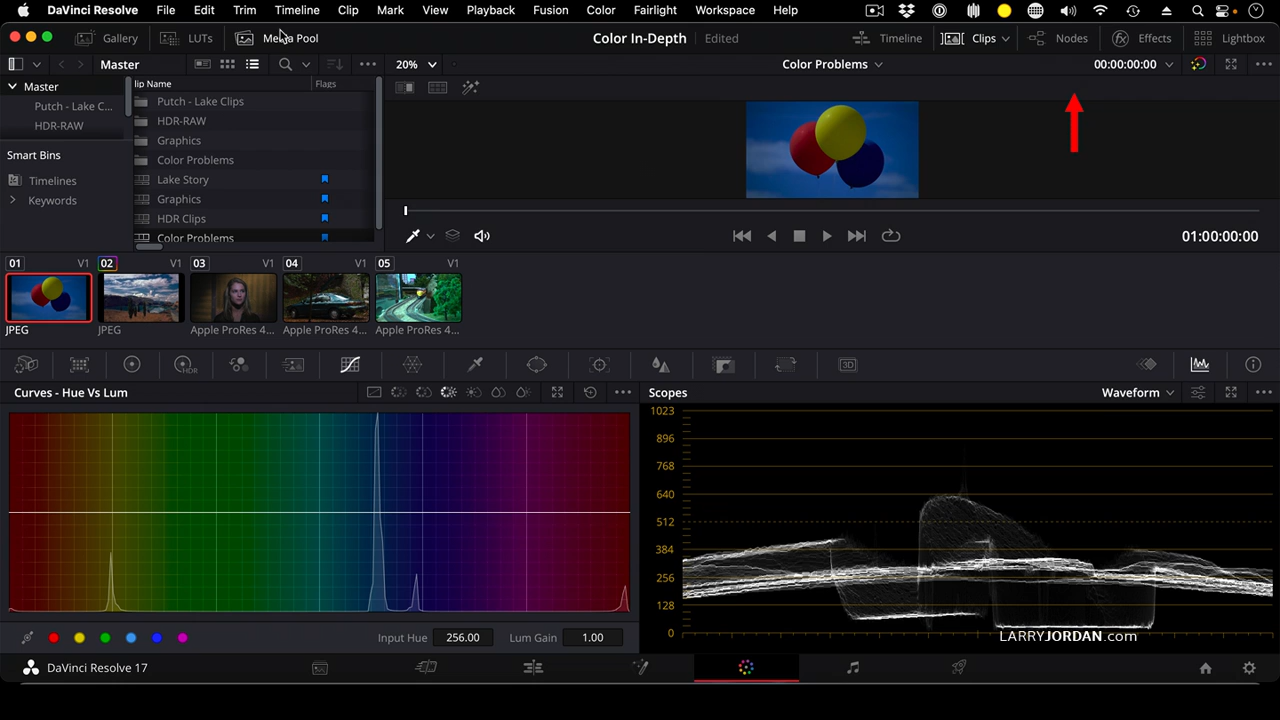 DaVinci Resolve File Edit Trim Timeline Clip Mark View Playback Fusion Color Fairlight Workspace Help
Gallery LUTs Media Pool Color In-Depth Edited Timeline Clips Nodes Effects Lightbox
Master 20% Color Problems 00:00:00:00
Master
Putch - Lake C...
HDR-RAW
Smart Bins
Timelines
Keywords
lip Name Flags
Putch - Lake Clips
HDR-RAW
Graphics
Color Problems
Lake Story
Graphics
HDR Clips
Color Problems
01:00:00:00
01 V1 02 V1 03 V1 04 V1 05 V1
JPEG JPEG Apple ProRes 4... Apple ProRes 4... Apple ProRes 4...
HDR 3D
Curves - Hue Vs Lum
Input Hue 256.00 Lum Gain 1.00
Scopes Waveform
1023
896
768
640
512
384
256
128
0
LARRYJORDAN.com
DaVinci Resolve 17